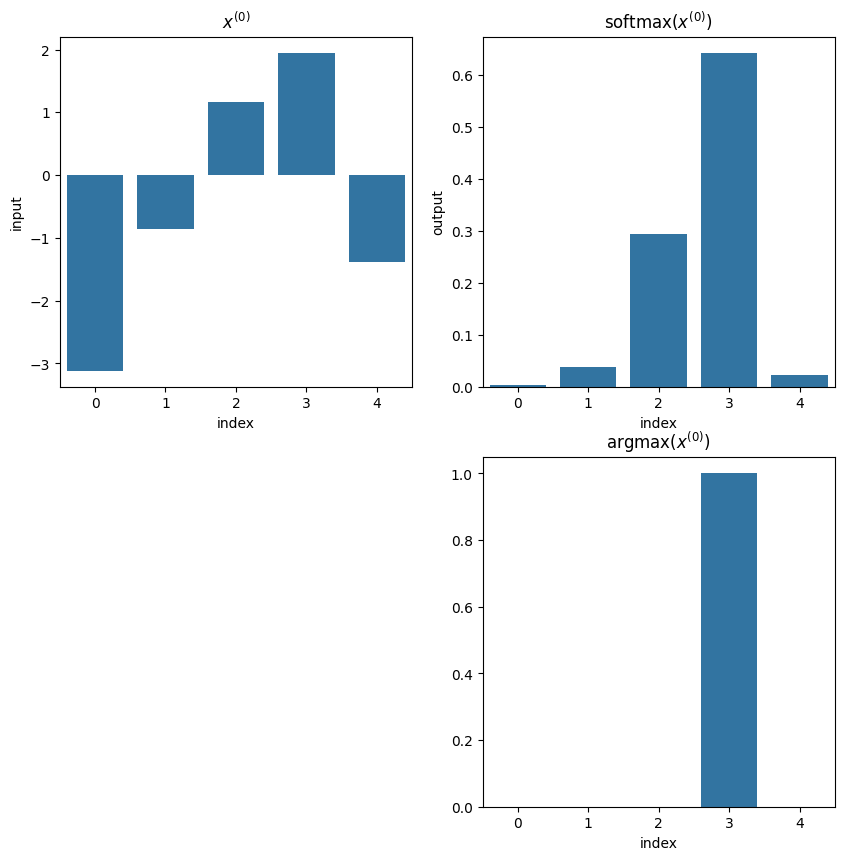 x^{(0)}
2
1
0
−1
−2
−3
input
0 1 2 3 4
index
softmax(x^{(0)})
0.6
0.5
0.4
0.3
0.2
0.1
0.0
output
0 1 2 3 4
index
argmax(x^{(0)})
1.0
0.8
0.6
0.4
0.2
0.0
0 1 2 3 4
index